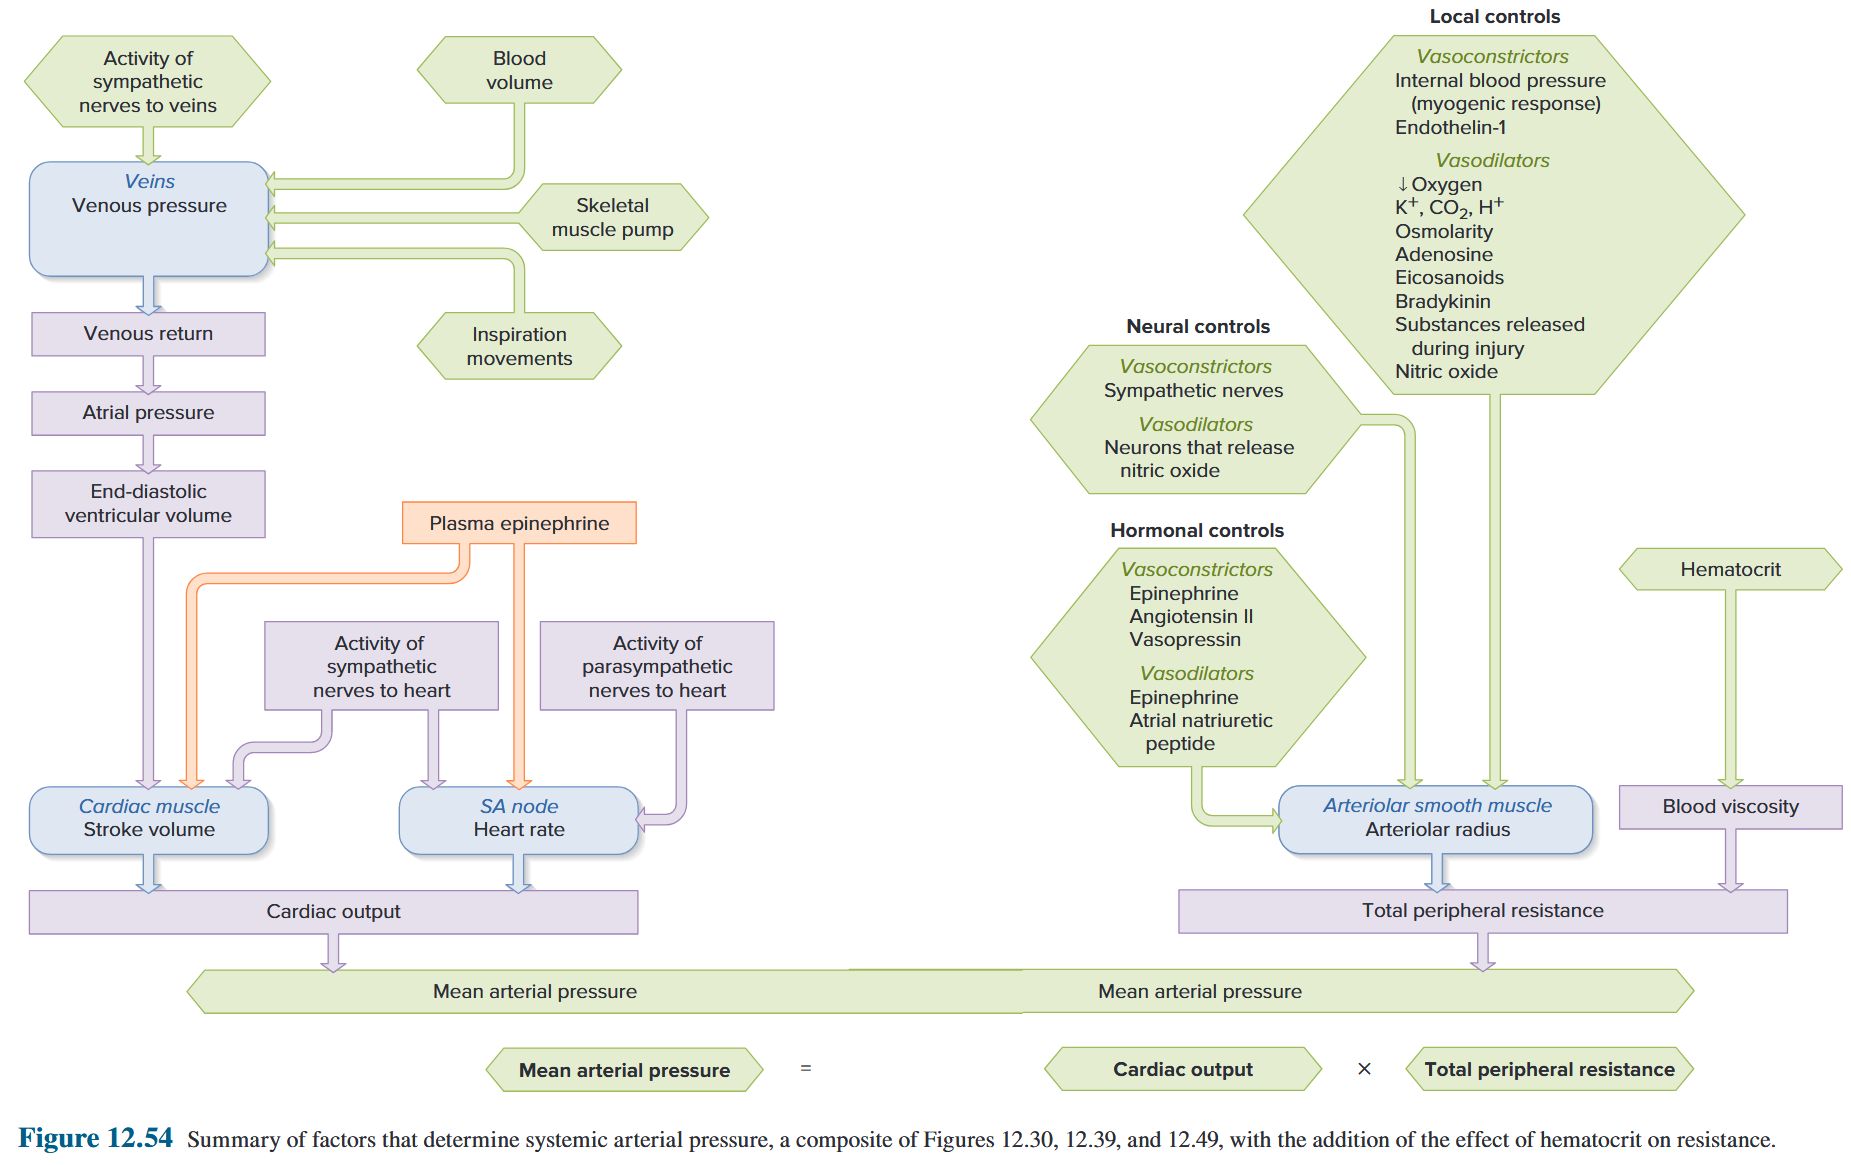 Activity of
sympathetic
nerves to veins
Blood
volume
Veins
Venous pressure
Skeletal
muscle pump
Inspiration
movements
Venous return
Atrial pressure
End-diastolic
ventricular volume
Plasma epinephrine
Activity of
sympathetic
nerves to heart
Activity of
parasympathetic
nerves to heart
Cardiac muscle
Stroke volume
SA node
Heart rate
Cardiac output
Local controls
Vasoconstrictors
Internal blood pressure
(myogenic response)
Endothelin-1
Vasodilators
↓Oxygen
K⁺, CO₂, H⁺
Osmolarity
Adenosine
Eicosanoids
Bradykinin
Substances released
during injury
Nitric oxide
Neural controls
Vasoconstrictors
Sympathetic nerves
Vasodilators
Neurons that release
nitric oxide
Hormonal controls
Vasoconstrictors
Epinephrine
Angiotensin II
Vasopressin
Vasodilators
Epinephrine
Atrial natriuretic
peptide
Hematocrit
Arteriolar smooth muscle
Arteriolar radius
Blood viscosity
Total peripheral resistance
Mean arterial pressure
Mean arterial pressure
Mean arterial pressure = Cardiac output × Total peripheral resistance
Figure 12.54 Summary of factors that determine systemic arterial pressure, a composite of Figures 12.30, 12.39, and 12.49, with the addition of the effect of hematocrit on resistance.